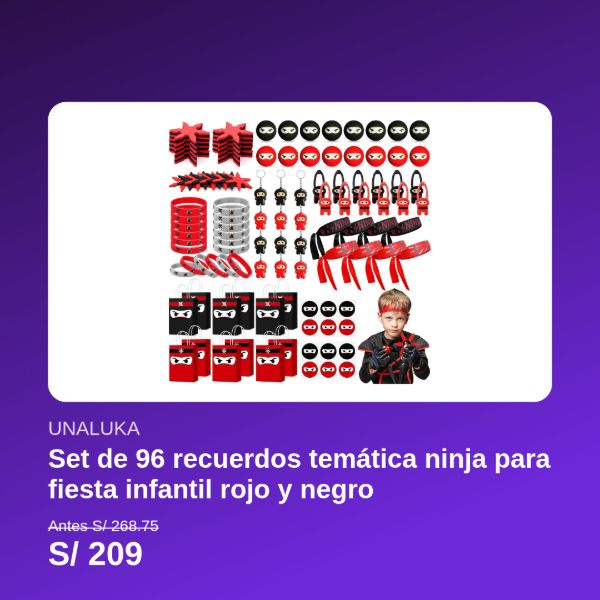 UNALUKA
Set de 96 recuerdos temática ninja para
fiesta infantil rojo y negro
Antes S/ 268.75
S/ 209